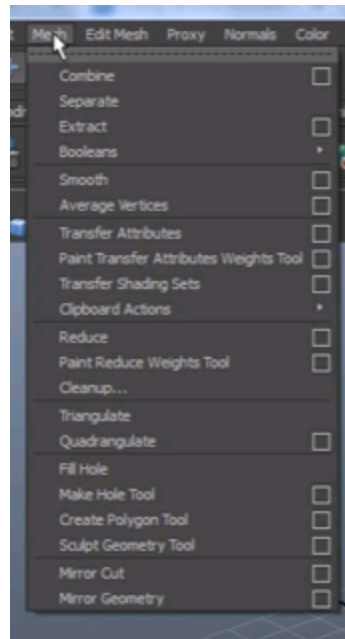 Mesh Edit Mesh Proxy Normals Color
Combine
Separate
Extract
Booleans
Smooth
Average Vertices
Transfer Attributes
Paint Transfer Attributes Weights Tool
Transfer Shading Sets
Clipboard Actions
Reduce
Paint Reduce Weights Tool
Cleanup...
Triangulate
Quadrangulate
Fill Hole
Make Hole Tool
Create Polygon Tool
Sculpt Geometry Tool
Mirror Cut
Mirror Geometry